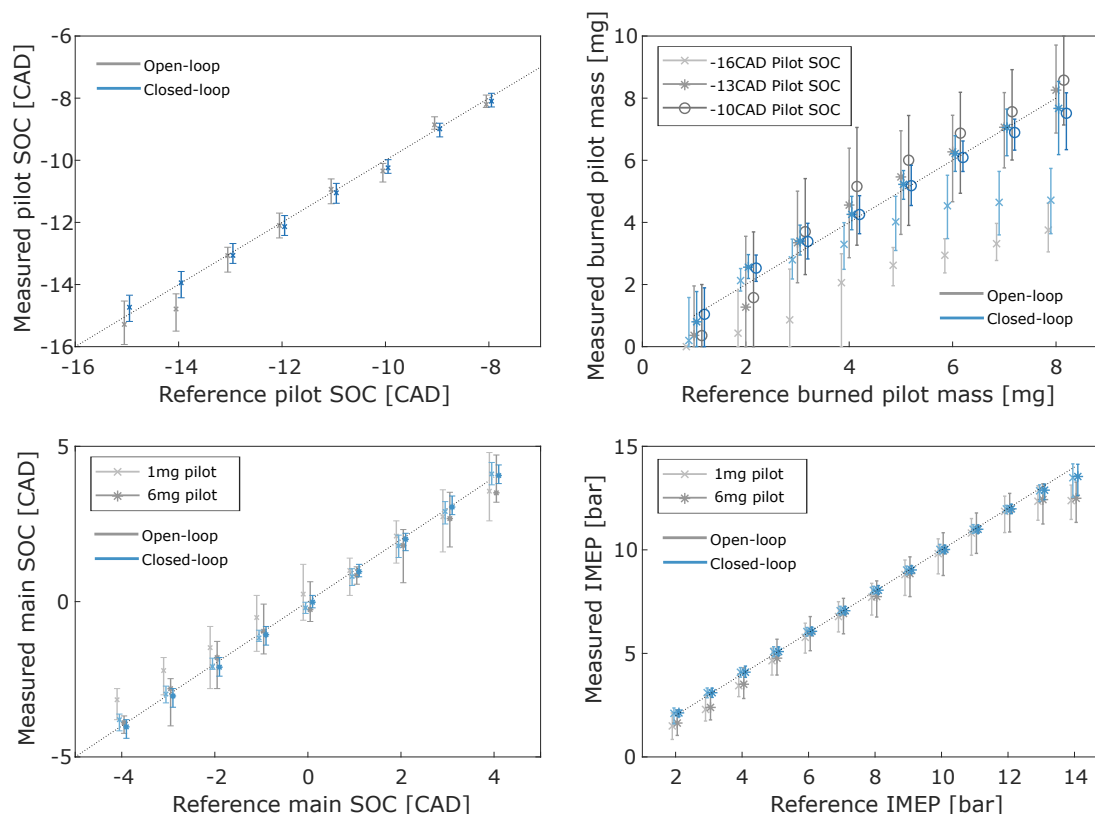 Measured pilot SOC [CAD]
-6
-8
-10
-12
-14
-16
Open-loop
Closed-loop
-16 -14 -12 -10 -8
Reference pilot SOC [CAD]
Measured burned pilot mass [mg]
10
8
6
4
2
0
-16CAD Pilot SOC
-13CAD Pilot SOC
-10CAD Pilot SOC
Open-loop
Closed-loop
0 2 4 6 8
Reference burned pilot mass [mg]
Measured main SOC [CAD]
5
0
-5
1mg pilot
6mg pilot
Open-loop
Closed-loop
-4 -2 0 2 4
Reference main SOC [CAD]
Measured IMEP [bar]
15
10
5
0
1mg pilot
6mg pilot
Open-loop
Closed-loop
2 4 6 8 10 12 14
Reference IMEP [bar]